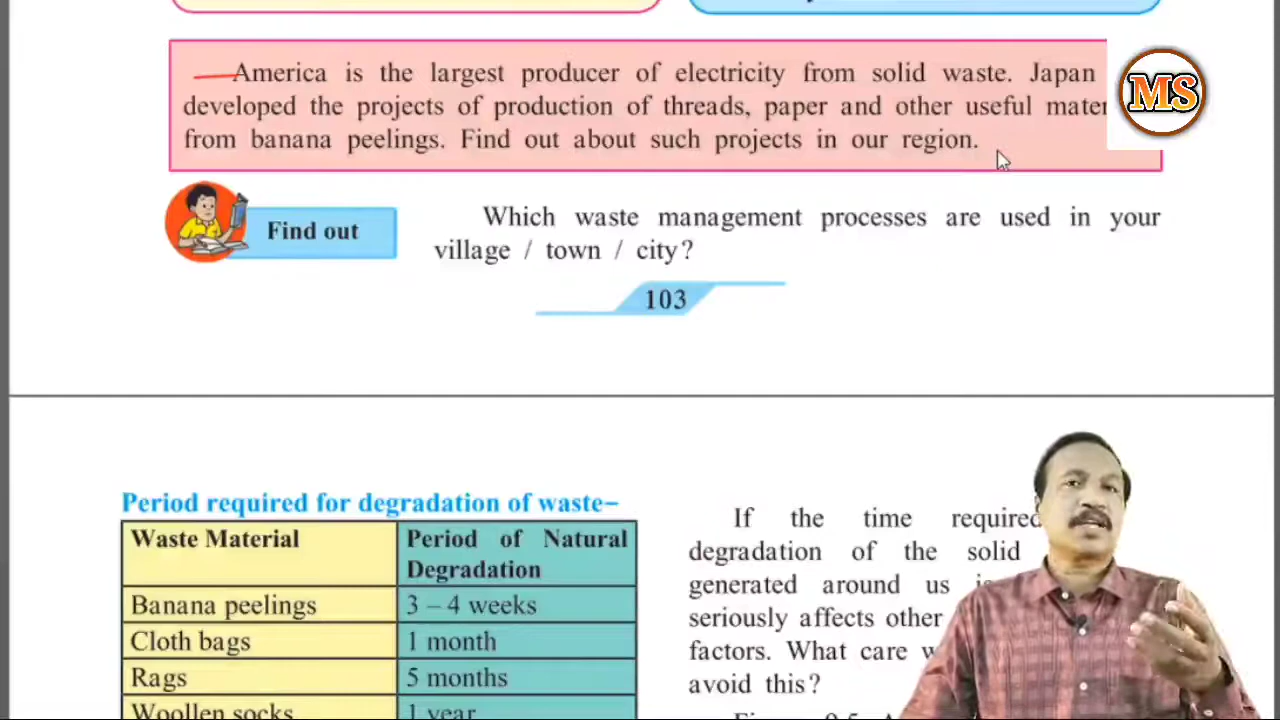 America is the largest producer of electricity from solid waste. Japan
developed the projects of production of threads, paper and other useful mater
from banana peelings. Find out about such projects in our region.
MS
Find out
Which waste management processes are used in your
village / town / city?
103
Period required for degradation of waste–
Waste Material Period of Natural
Degradation
Banana peelings 3 – 4 weeks
Cloth bags 1 month
Rags 5 months
Woollen socks 1 year
If the time required
degradation of the solid
generated around us
seriously affects other
factors. What care w
avoid this?